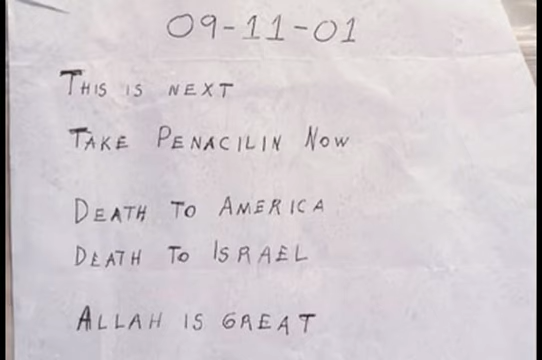 09-11-01
THIS IS NEXT
TAKE PENACILIN NOW
DEATH TO AMERICA
DEATH TO ISRAEL
ALLAH IS GREAT